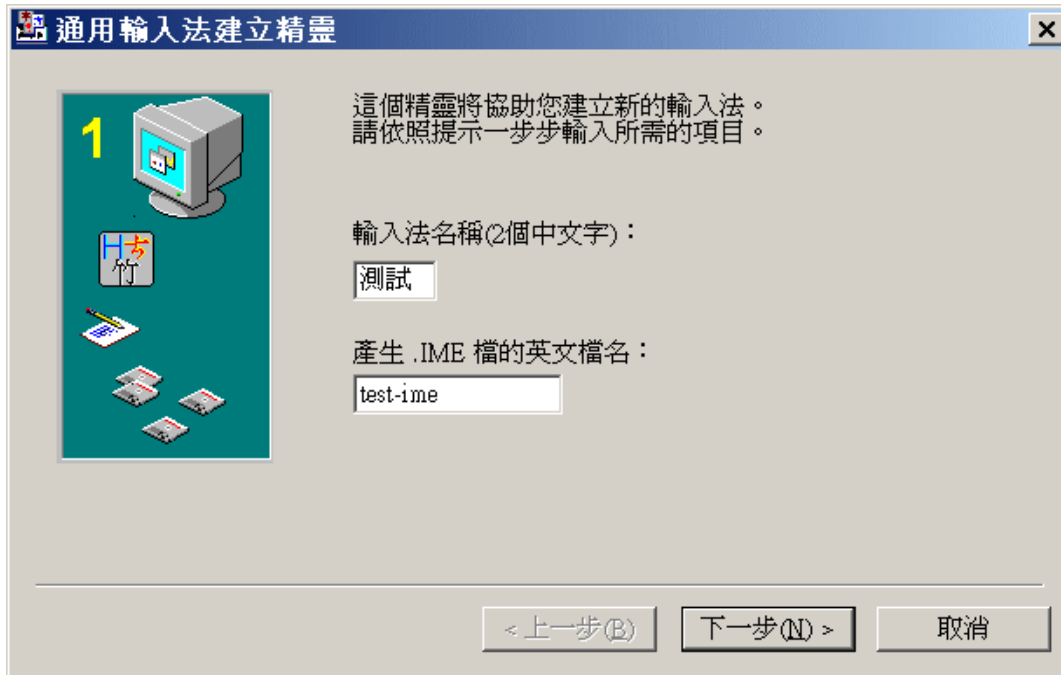 通用輸入法建立精靈
1
這個精靈將協助您建立新的輸入法。
請依照提示一步步輸入所需的項目。
H ㄘ
竹
輸入法名稱(2個中文字)：
測試
產生 .IME 檔的英文檔名：
test-ime
< 上一步(B)
下一步(N) >
取消